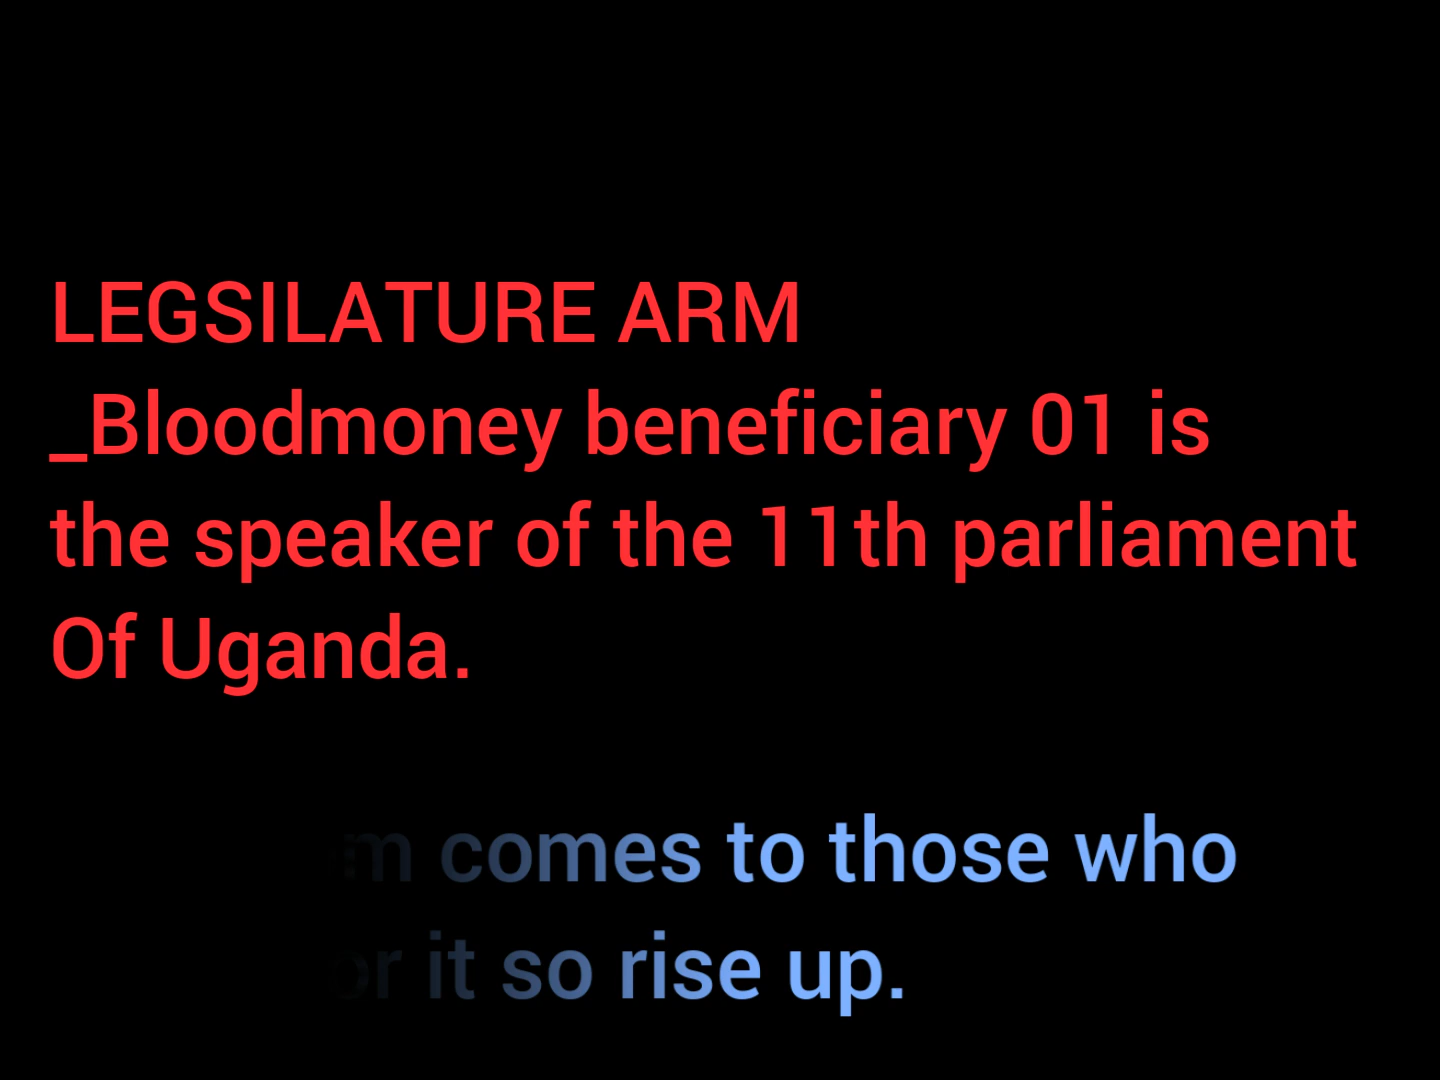 LEGSILATURE ARM
_Bloodmoney beneficiary 01 is
the speaker of the 11th parliament
Of Uganda.
comes to those who
it so rise up.